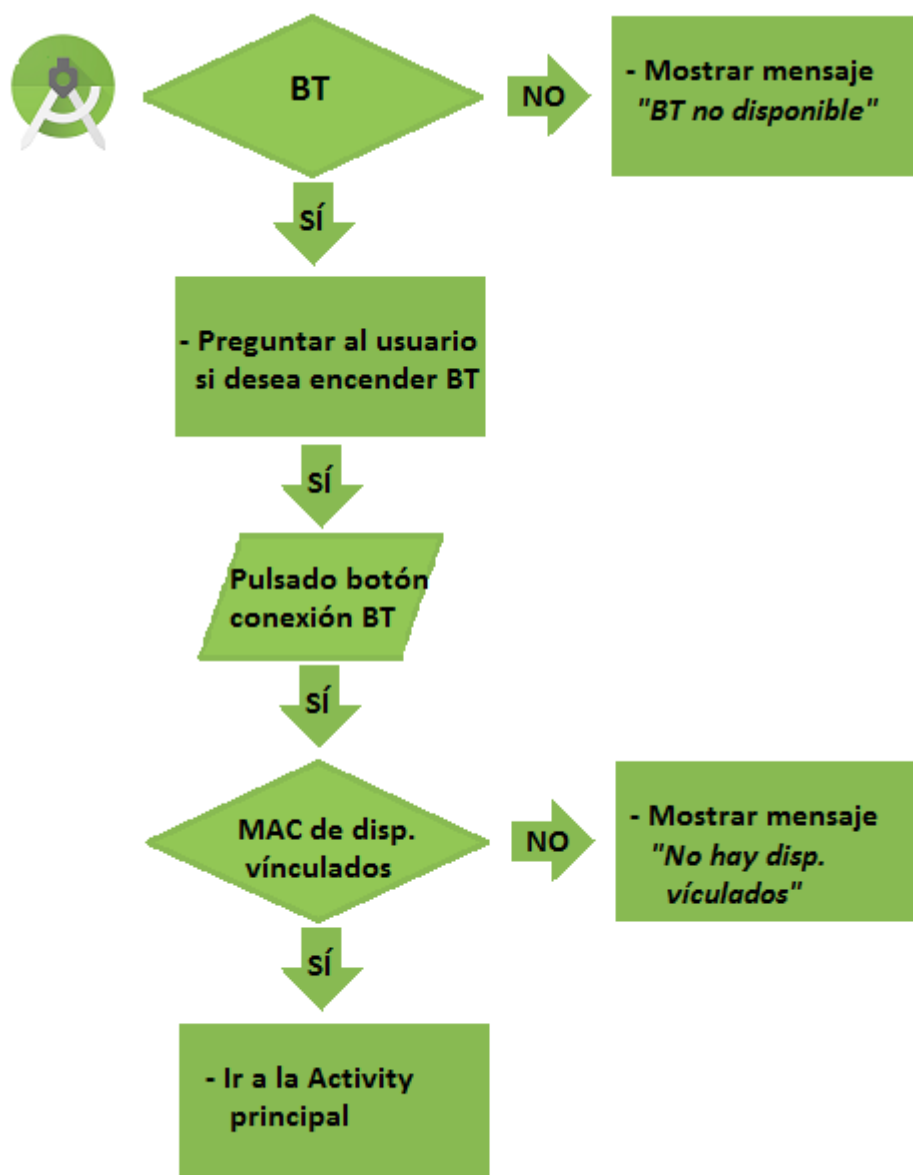 BT
NO
- Mostrar mensaje
"BT no disponible"
SÍ
- Preguntar al usuario
si desea encender BT
SÍ
Pulsado botón
conexión BT
SÍ
MAC de disp.
vínculados
NO
- Mostrar mensaje
"No hay disp.
vículados"
SÍ
- Ir a la Activity
principal